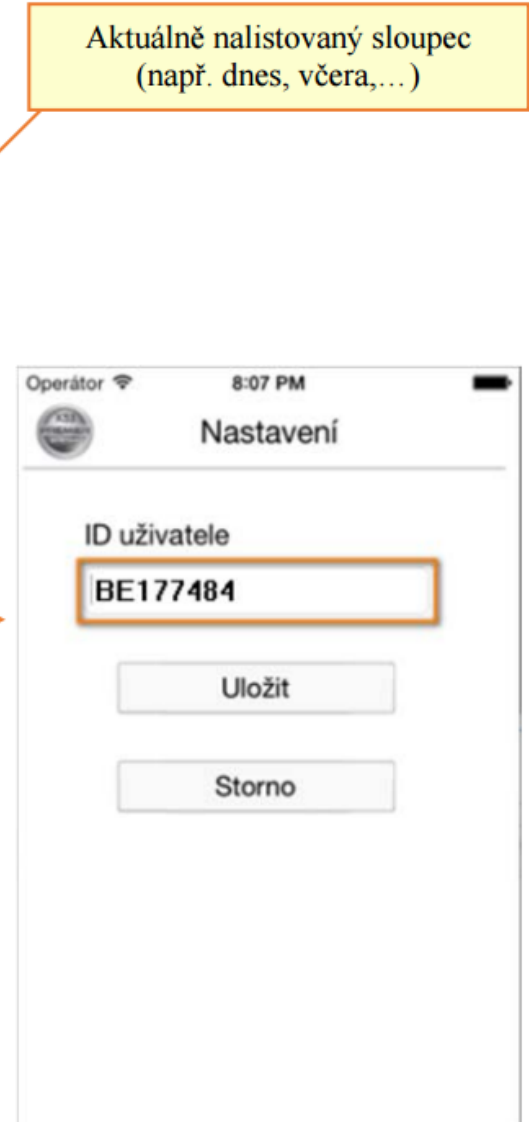 Aktuálně nalistovaný sloupec
(např. dnes, včera,…)
Operátor 8:07 PM
Nastavení
ID uživatele
BE177484
Uložit
Storno